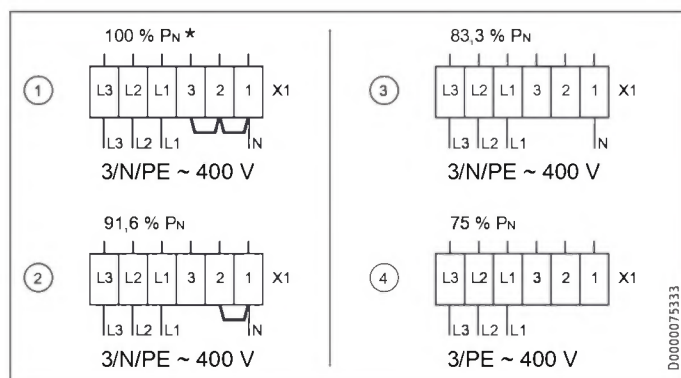 100 % PN *
1
L3 L2 L1 3 2 1 X1
L3 L2 L1 N
3/N/PE ~ 400 V
91,6 % PN
2
L3 L2 L1 3 2 1 X1
L3 L2 L1 N
3/N/PE ~ 400 V
83,3 % PN
3
L3 L2 L1 3 2 1 X1
L3 L2 L1 N
3/N/PE ~ 400 V
75 % PN
4
L3 L2 L1 3 2 1 X1
L3 L2 L1
3/PE ~ 400 V
D0000075333